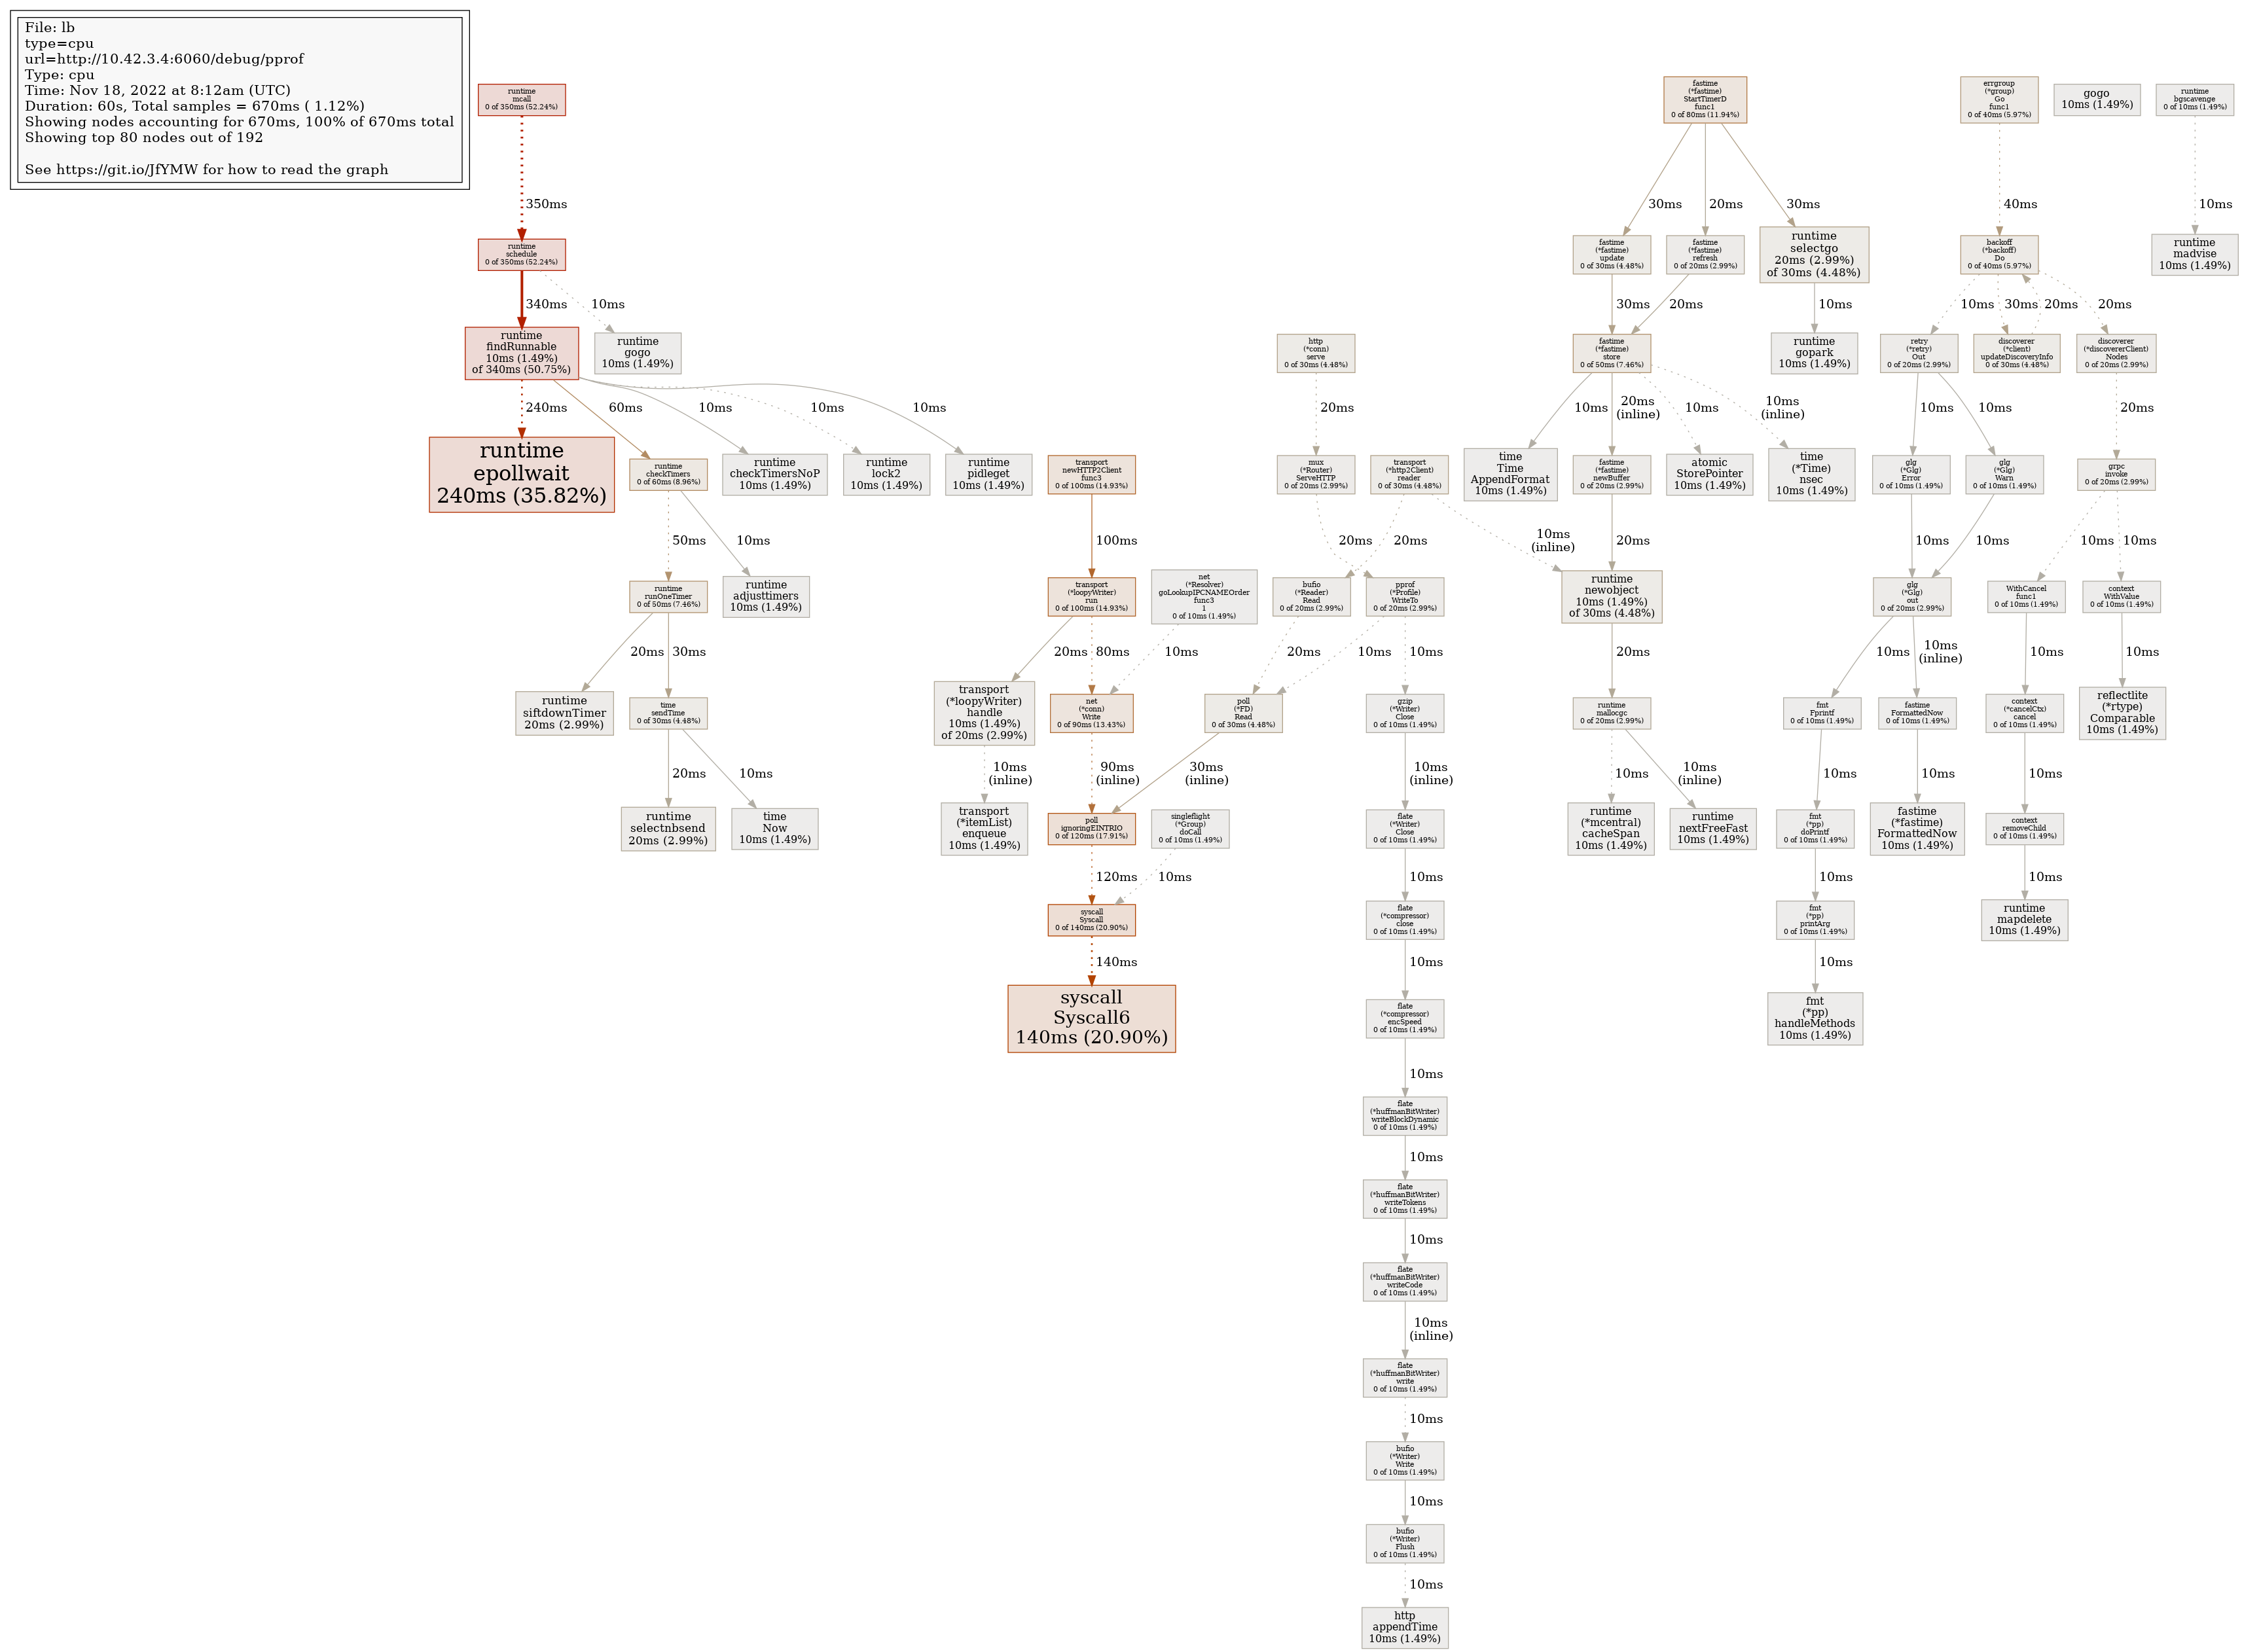 File: lb
type=cpu
url=http://10.42.3.4:6060/debug/pprof
Type: cpu
Time: Nov 18, 2022 at 8:12am (UTC)
Duration: 60s, Total samples = 670ms ( 1.12%)
Showing nodes accounting for 670ms, 100% of 670ms total
Showing top 80 nodes out of 192
See https://git.io/JfYMW for how to read the graph
runtime
mcall
0 of 350ms (52.24%)
fastime
(*fastime)
StartTimerD
func1
0 of 80ms (11.94%)
errgroup
(*group)
Go
func1
0 of 40ms (5.97%)
gogo
10ms (1.49%)
runtime
bgscavenge
0 of 10ms (1.49%)
350ms
30ms
20ms
30ms
40ms
10ms
runtime
schedule
0 of 350ms (52.24%)
fastime
(*fastime)
update
0 of 30ms (4.48%)
fastime
(*fastime)
refresh
0 of 20ms (2.99%)
runtime
selectgo
20ms (2.99%)
of 30ms (4.48%)
backoff
(*backoff)
Do
0 of 40ms (5.97%)
runtime
madvise
10ms (1.49%)
340ms
10ms
30ms
20ms
10ms
10ms
30ms
20ms
20ms
runtime
findRunnable
10ms (1.49%)
of 340ms (50.75%)
runtime
gogo
10ms (1.49%)
http
(*conn)
serve
0 of 30ms (4.48%)
fastime
(*fastime)
store
0 of 50ms (7.46%)
runtime
gopark
10ms (1.49%)
retry
(*retry)
Out
0 of 20ms (2.99%)
discoverer
(*client)
updateDiscoveryInfo
0 of 30ms (4.48%)
discoverer
(*discovererClient)
Nodes
0 of 20ms (2.99%)
240ms
60ms
10ms
10ms
10ms
20ms
10ms
20ms
(inline)
10ms
10ms
(inline)
10ms
10ms
20ms
runtime
epollwait
240ms (35.82%)
runtime
checkTimers
0 of 60ms (8.96%)
runtime
checkTimersNoP
10ms (1.49%)
runtime
lock2
10ms (1.49%)
runtime
pidleget
10ms (1.49%)
transport
newHTTP2Client
func3
0 of 100ms (14.93%)
mux
(*Router)
ServeHTTP
0 of 20ms (2.99%)
transport
(*http2Client)
reader
0 of 30ms (4.48%)
time
Time
AppendFormat
10ms (1.49%)
fastime
(*fastime)
newBuffer
0 of 20ms (2.99%)
atomic
StorePointer
10ms (1.49%)
time
(*Time)
nsec
10ms (1.49%)
glg
(*Glg)
Error
0 of 10ms (1.49%)
glg
(*Glg)
Warn
0 of 10ms (1.49%)
grpc
invoke
0 of 20ms (2.99%)
50ms
10ms
100ms
20ms
20ms
10ms
(inline)
20ms
10ms
10ms
10ms
10ms
runtime
runOneTimer
0 of 50ms (7.46%)
runtime
adjusttimers
10ms (1.49%)
transport
(*loopyWriter)
run
0 of 100ms (14.93%)
net
(*Resolver)
goLookupIPCNAMEOrder
func3
1
0 of 10ms (1.49%)
bufio
(*Reader)
Read
0 of 20ms (2.99%)
pprof
(*Profile)
WriteTo
0 of 20ms (2.99%)
runtime
newobject
10ms (1.49%)
of 30ms (4.48%)
glg
(*Glg)
out
0 of 20ms (2.99%)
WithCancel
func1
0 of 10ms (1.49%)
context
WithValue
0 of 10ms (1.49%)
20ms
30ms
20ms
80ms
10ms
20ms
10ms
10ms
20ms
10ms
10ms
(inline)
10ms
10ms
runtime
siftdownTimer
20ms (2.99%)
time
sendTime
0 of 30ms (4.48%)
transport
(*loopyWriter)
handle
10ms (1.49%)
of 20ms (2.99%)
net
(*conn)
Write
0 of 90ms (13.43%)
poll
(*FD)
Read
0 of 30ms (4.48%)
gzip
(*Writer)
Close
0 of 10ms (1.49%)
runtime
mallocgc
0 of 20ms (2.99%)
fmt
Fprintf
0 of 10ms (1.49%)
fastime
FormattedNow
0 of 10ms (1.49%)
context
(*cancelCtx)
cancel
0 of 10ms (1.49%)
reflectlite
(*rtype)
Comparable
10ms (1.49%)
20ms
10ms
10ms
(inline)
90ms
(inline)
30ms
(inline)
10ms
(inline)
10ms
10ms
(inline)
10ms
10ms
10ms
runtime
selectnbsend
20ms (2.99%)
time
Now
10ms (1.49%)
transport
(*itemList)
enqueue
10ms (1.49%)
poll
ignoringEINTRIO
0 of 120ms (17.91%)
singleflight
(*Group)
doCall
0 of 10ms (1.49%)
flate
(*Writer)
Close
0 of 10ms (1.49%)
runtime
(*mcentral)
cacheSpan
10ms (1.49%)
runtime
nextFreeFast
10ms (1.49%)
fmt
(*pp)
doPrintf
0 of 10ms (1.49%)
fastime
(*fastime)
FormattedNow
10ms (1.49%)
context
removeChild
0 of 10ms (1.49%)
120ms
10ms
10ms
10ms
10ms
syscall
Syscall
0 of 140ms (20.90%)
flate
(*compressor)
close
0 of 10ms (1.49%)
fmt
(*pp)
printArg
0 of 10ms (1.49%)
runtime
mapdelete
10ms (1.49%)
140ms
10ms
10ms
syscall
Syscall6
140ms (20.90%)
flate
(*compressor)
encSpeed
0 of 10ms (1.49%)
fmt
(*pp)
handleMethods
10ms (1.49%)
10ms
flate
(*huffmanBitWriter)
writeBlockDynamic
0 of 10ms (1.49%)
10ms
flate
(*huffmanBitWriter)
writeTokens
0 of 10ms (1.49%)
10ms
flate
(*huffmanBitWriter)
writeCode
0 of 10ms (1.49%)
10ms
(inline)
flate
(*huffmanBitWriter)
write
0 of 10ms (1.49%)
10ms
bufio
(*Writer)
Write
0 of 10ms (1.49%)
10ms
bufio
(*Writer)
Flush
0 of 10ms (1.49%)
10ms
http
appendTime
10ms (1.49%)